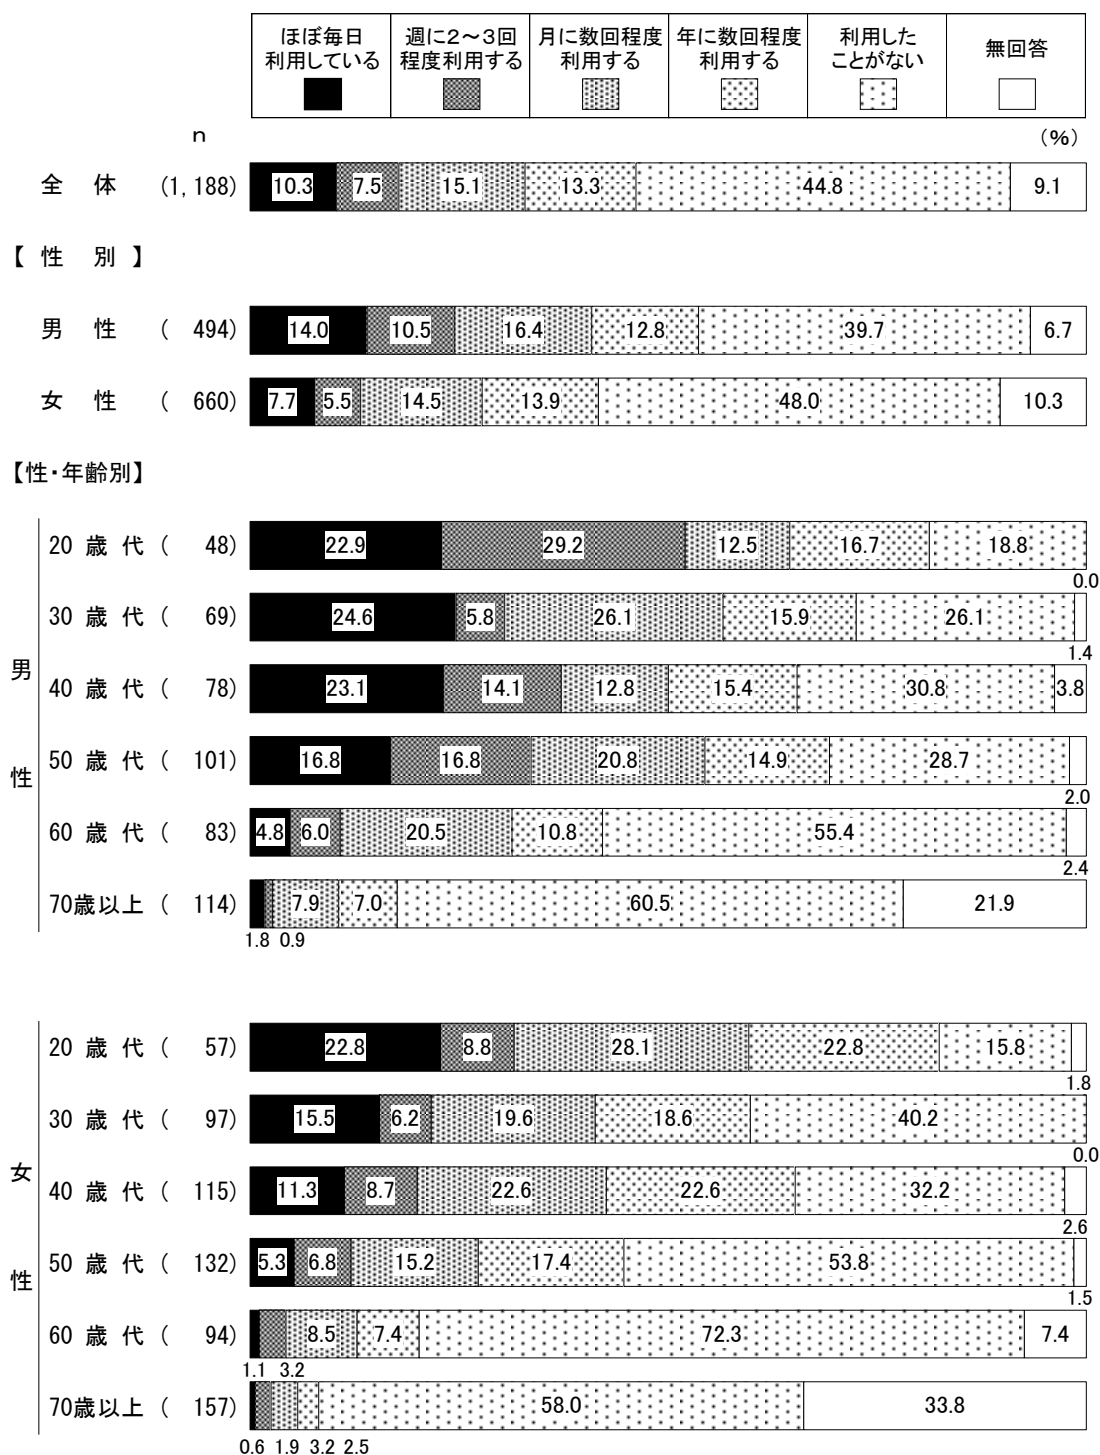 ほぼ毎日 利用している
週に2~3回 程度利用する
月に数回程度 利用する
年に数回程度 利用する
利用した ことがない
無回答
n
(%)
全 体 (1,188) 10.3 7.5 15.1 13.3 44.8 9.1
【 性 別 】
男 性 ( 494) 14.0 10.5 16.4 12.8 39.7 6.7
女 性 ( 660) 7.7 5.5 14.5 13.9 48.0 10.3
【性・年齢別】
男 性
20 歳 代 ( 48) 22.9 29.2 12.5 16.7 18.8 0.0
30 歳 代 ( 69) 24.6 5.8 26.1 15.9 26.1 1.4
40 歳 代 ( 78) 23.1 14.1 12.8 15.4 30.8 3.8
50 歳 代 ( 101) 16.8 16.8 20.8 14.9 28.7 2.0
60 歳 代 ( 83) 4.8 6.0 20.5 10.8 55.4 2.4
70歳以上 ( 114) 1.8 0.9 7.9 7.0 60.5 21.9
女 性
20 歳 代 ( 57) 22.8 8.8 28.1 22.8 15.8 1.8
30 歳 代 ( 97) 15.5 6.2 19.6 18.6 40.2 0.0
40 歳 代 ( 115) 11.3 8.7 22.6 22.6 32.2 2.6
50 歳 代 ( 132) 5.3 6.8 15.2 17.4 53.8 1.5
60 歳 代 ( 94) 1.1 3.2 8.5 7.4 72.3 7.4
70歳以上 ( 157) 0.6 1.9 3.2 2.5 58.0 33.8